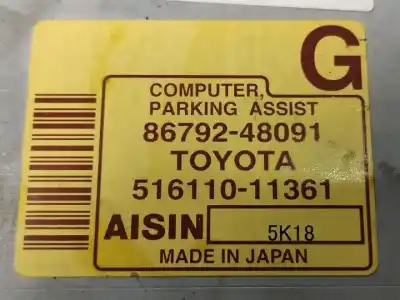 G
COMPUTER,
PARKING ASSIST
86792-48091
TOYOTA
516110-11361
AISIN 5K18
MADE IN JAPAN